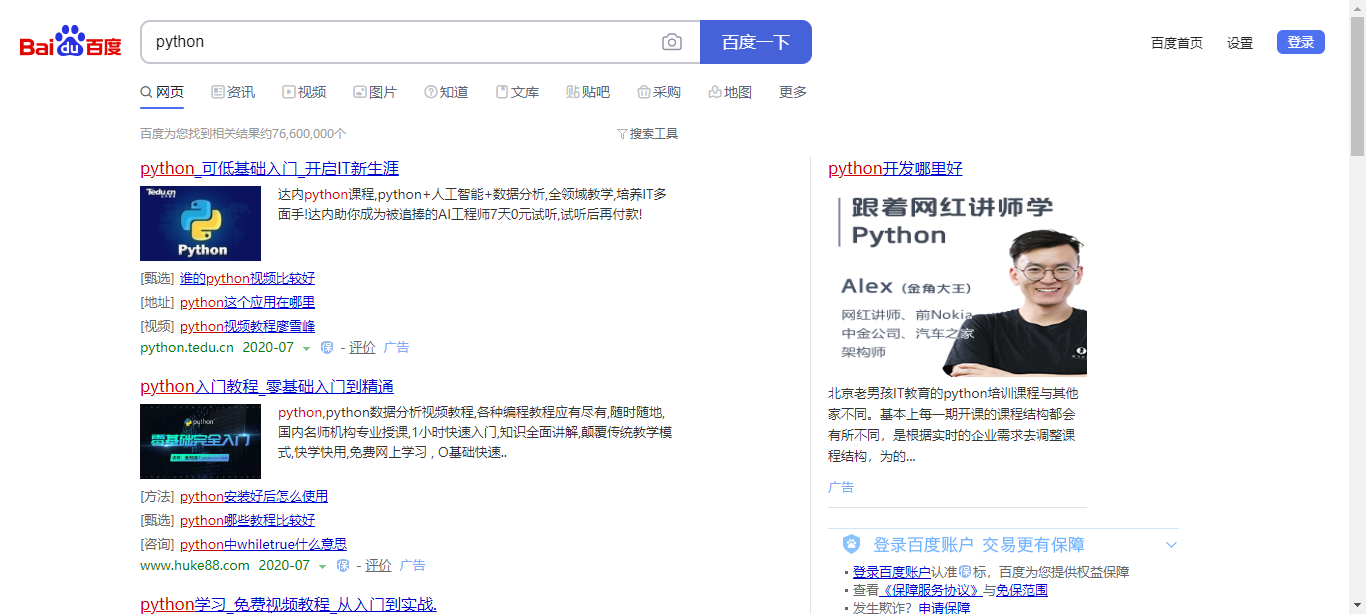 Bai du 百度
python
百度一下
百度首页 设置 登录
网页 资讯 视频 图片 知道 文库 贴吧 采购 地图 更多
百度为您找到相关结果约76,600,000个
搜索工具
python_可低基础入门_开启IT新生涯
Tedu.cn
Python
达内python课程,python+人工智能+数据分析,全领域教学,培养IT多
面手!达内助你成为被追捧的AI工程师7天0元试听,试听后再付款!
[甄选] 谁的python视频比较好
[地址] python这个应用在哪里
[视频] python视频教程廖雪峰
python.tedu.cn 2020-07 保 - 评价 广告
python入门教程_零基础入门到精通
python
零基础完全入门
python,python数据分析视频教程,各种编程教程应有尽有,随时随地,
国内名师机构专业授课,1小时快速入门,知识全面讲解,颠覆传统教学模
式,快学快用,免费网上学习 , O基础快速..
[方法] python安装好后怎么使用
[甄选] python哪些教程比较好
[咨询] python中whiletrue什么意思
www.huke88.com 2020-07 保 - 评价 广告
python学习_免费视频教程_从入门到实战.
python开发哪里好
跟着网红讲师学
Python
Alex (金角大王)
网红讲师、前Nokia
中金公司、汽车之家
架构师
北京老男孩IT教育的python培训课程与其他
家不同。基本上每一期开课的课程结构都会
有所不同，是根据实时的企业需求去调整课
程结构，为的...
广告
登录百度账户 交易更有保障
登录百度账户认准保标，百度为您提供权益保障
查看《保障服务协议》与免保范围
发生欺诈？申请保障